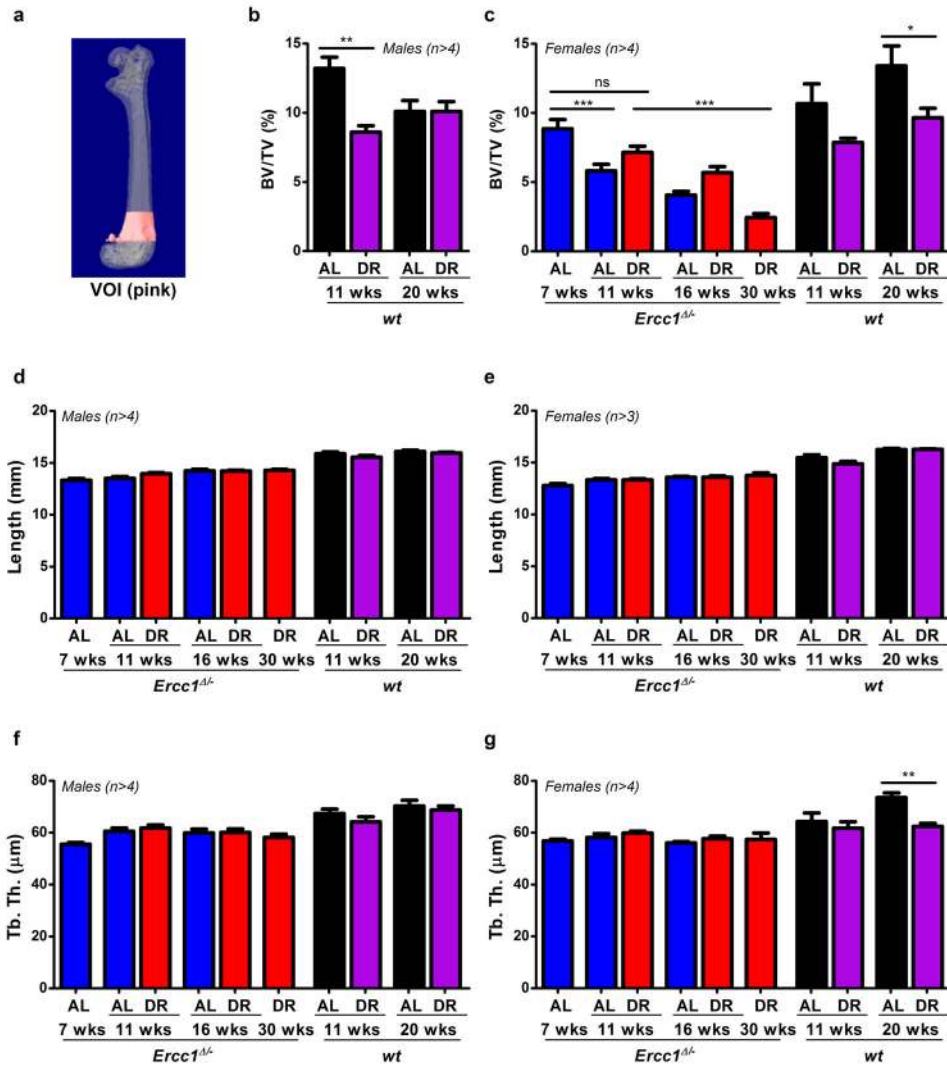 a
VOI (pink)
b
Males (n>4)
**
BV/TV (%)
15
10
5
0
AL DR AL DR
11 wks 20 wks
wt
c
Females (n>4)
ns
***
***
*
BV/TV (%)
15
10
5
0
AL AL DR AL DR DR AL DR AL DR
7 wks 11 wks 16 wks 30 wks 11 wks 20 wks
Ercc1Δ/- wt
d
Males (n>4)
Length (mm)
20
15
10
5
0
AL AL DR AL DR DR AL DR AL DR
7 wks 11 wks 16 wks 30 wks 11 wks 20 wks
Ercc1Δ/- wt
e
Females (n>3)
Length (mm)
20
15
10
5
0
AL AL DR AL DR DR AL DR AL DR
7 wks 11 wks 16 wks 30 wks 11 wks 20 wks
Ercc1Δ/- wt
f
Males (n>4)
Tb. Th. (μm)
80
60
40
20
0
AL AL DR AL DR DR AL DR AL DR
7 wks 11 wks 16 wks 30 wks 11 wks 20 wks
Ercc1Δ/- wt
g
Females (n>4)
**
Tb. Th. (μm)
80
60
40
20
0
AL AL DR AL DR DR AL DR AL DR
7 wks 11 wks 16 wks 30 wks 11 wks 20 wks
Ercc1Δ/- wt